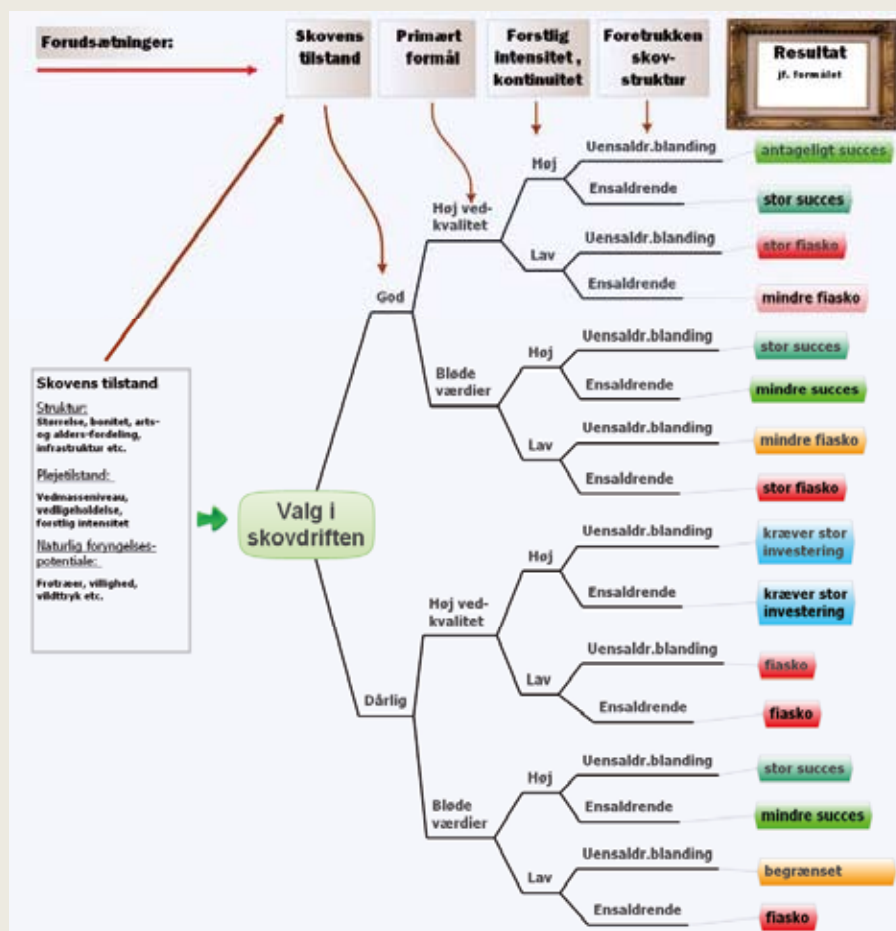 Forudsætninger:
Skovens
tilstand
Primært
formål
Forstlig
intensitet,
kontinuitet
Foretrukken
skov-
struktur
Resultat
jf. formålet
Skovens tilstand
Struktur:
Størrelse, bonitet, arts-
og alders-fordeling,
infrastruktur etc.
Plejetilstand:
Vedmasseniveau,
vedligeholdelse,
forstlig intensitet
Naturlig foryngelses-
potentiale:
Frøtræer, villighed,
vildttryk etc.
Valg i
skovdriften
God
Høj ved-
kvalitet
Høj
Uensaldr.blanding
antageligt succes
Ensaldrende
stor succes
Lav
Uensaldr.blanding
stor fiasko
Ensaldrende
mindre fiasko
Bløde
værdier
Høj
Uensaldr.blanding
stor succes
Ensaldrende
mindre succes
Lav
Uensaldr.blanding
mindre fiasko
Ensaldrende
stor fiasko
Dårlig
Høj ved-
kvalitet
Høj
Uensaldr.blanding
kræver stor
investering
Ensaldrende
kræver stor
investering
Lav
Uensaldr.blanding
fiasko
Ensaldrende
fiasko
Bløde
værdier
Høj
Uensaldr.blanding
stor succes
Ensaldrende
mindre succes
Lav
Uensaldr.blanding
begrænset
Ensaldrende
fiasko